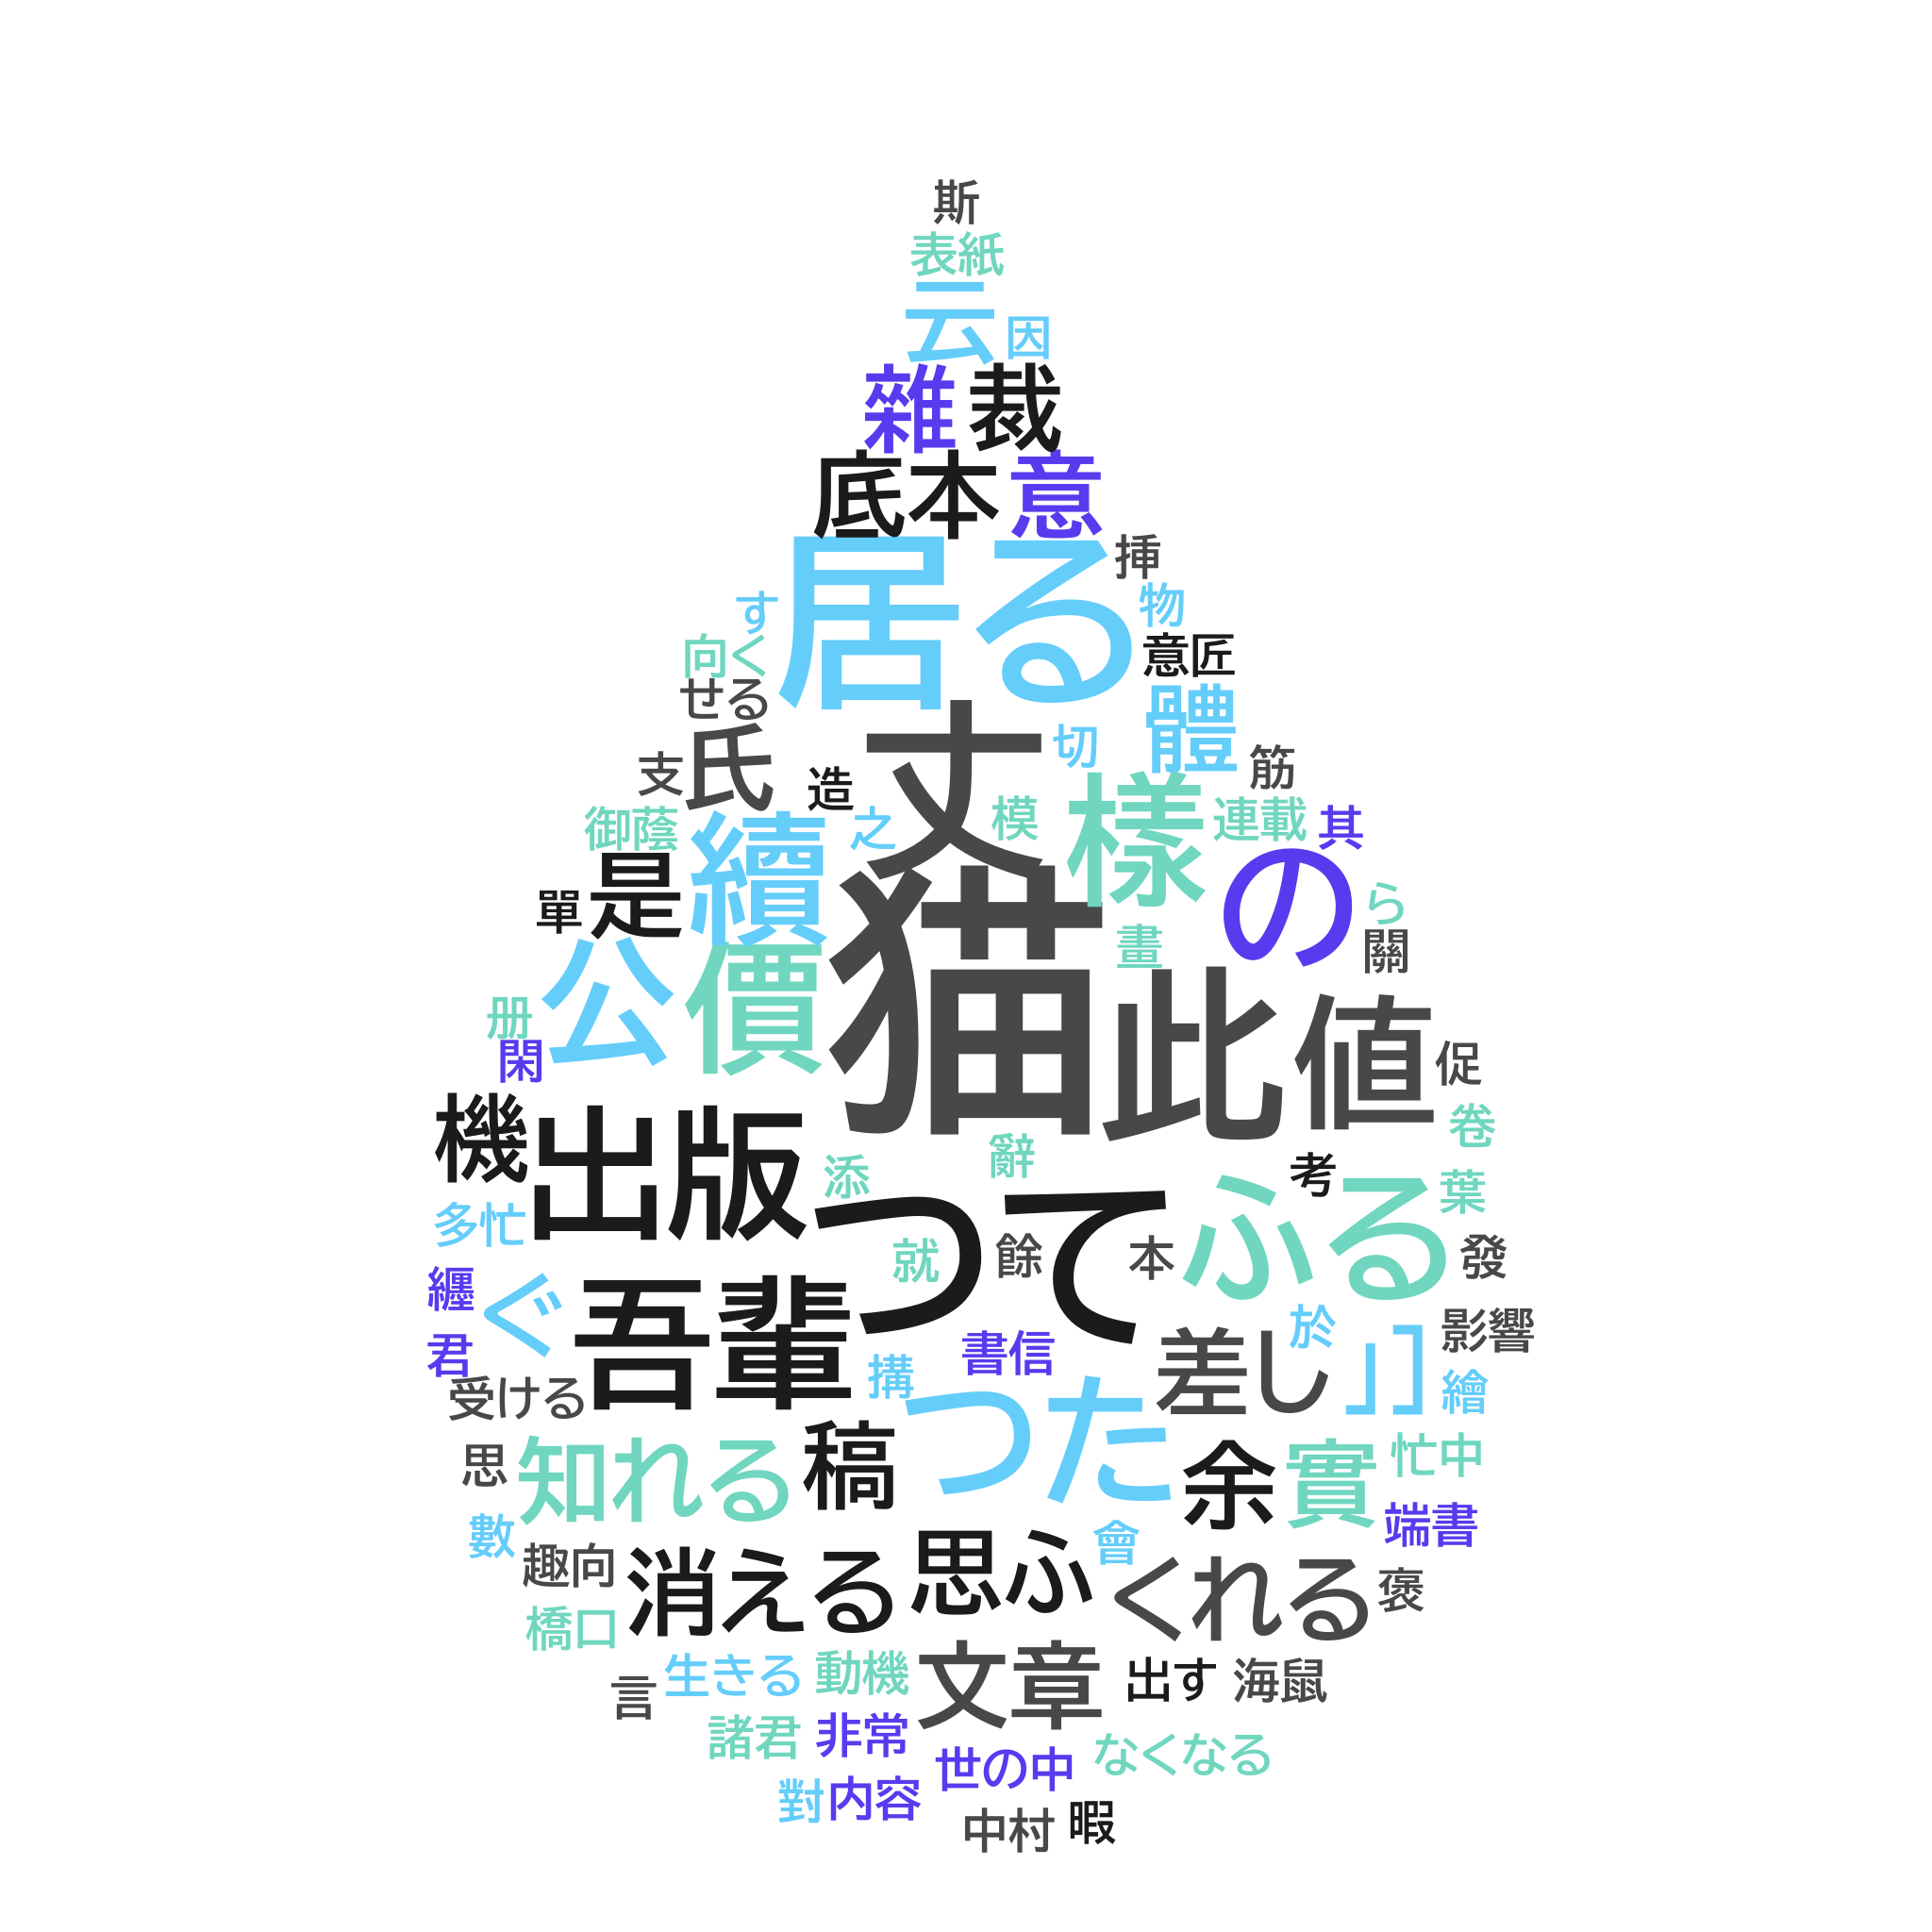 斯
表紙
云
因
雜
裁
底本
意
居る
挿
物
す
向く
意匠
せる
体
體
丈
切
氏
支
筋
造
模
樣
連載
御蔭
之
其
續
是
の
ら
單
猫
畫
關
公
價
此
値
册
閑
促
機
出版
卷
辭
考
添
葉
つて
ふる
多忙
就
餘
本
發
纏
ぐ
吾輩
於
影響
君
書信
差し
」］
搆
繪
受ける
つた
稿
忙中
思
知れる
余
實
端書
數
會
思ふ
趣向
消える
くれる
褒
橋口
生きる
動機
文章
出す
海鼠
言
諸君
非常
世の中
なくなる
對
内容
中村
暇